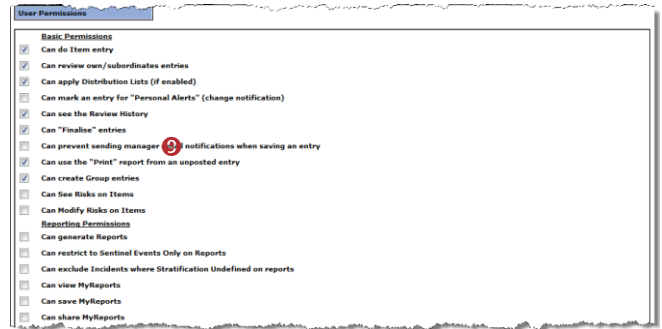 User Permissions
Basic Permissions
Can do Item entry
Can review own/subordinates entries
Can apply Distribution Lists (if enabled)
Can mark an entry for "Personal Alerts" (change notification)
Can see the Review History
Can "Finalise" entries
Can prevent sending manager notifications when saving an entry
Can use the "Print" report from an unposted entry
Can create Group entries
Can See Risks on Items
Can Modify Risks on Items
Reporting Permissions
Can generate Reports
Can restrict to Sentinel Events Only on Reports
Can exclude Incidents where Stratification Undefined on reports
Can view MyReports
Can save MyReports
Can share MyReports